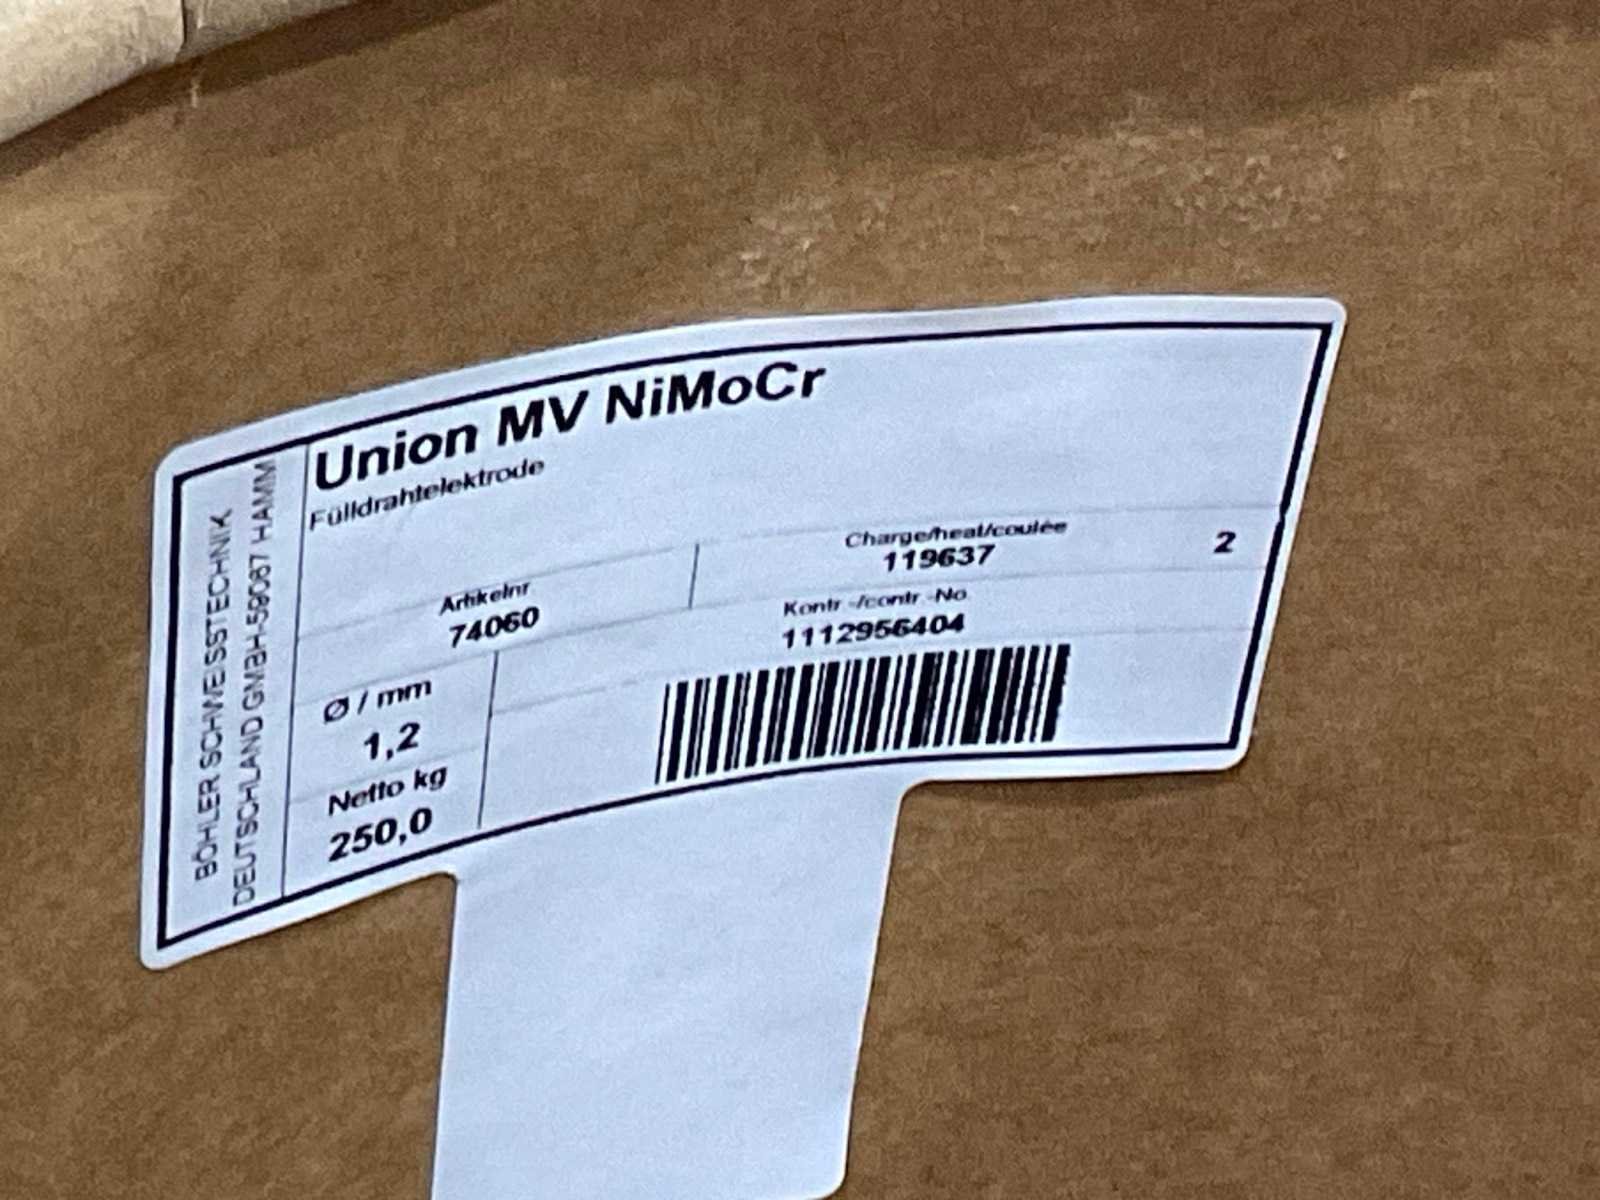 Union MV NiMoCr
Fülldrahtelektrode
BÖHLER SCHWEISSTECHNIK
DEUTSCHLAND GMBH-59067 HAMM
Charge/heat/coulée
119637
2
Artikelnr
74060
Kontr.-/contr.-No.
1112956404
Ø / mm
1,2
Netto kg
250,0